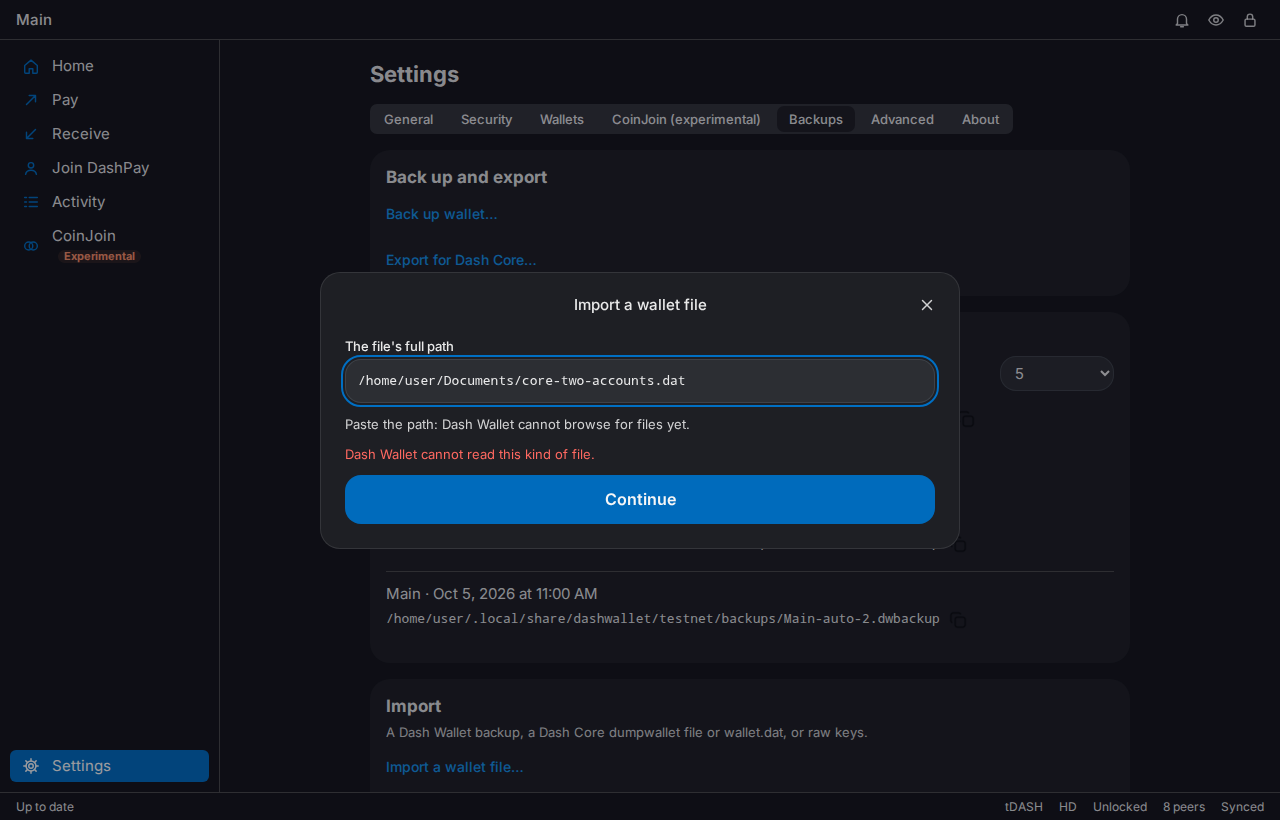 Main
Home
Pay
Receive
Join DashPay
Activity
CoinJoin
Experimental
Settings
Settings
General Security Wallets CoinJoin (experimental) Backups Advanced About
Back up and export
Back up wallet...
Export for Dash Core...
Import a wallet file
The file's full path
/home/user/Documents/core-two-accounts.dat
Paste the path: Dash Wallet cannot browse for files yet.
Dash Wallet cannot read this kind of file.
Continue
5
Main · Oct 5, 2026 at 11:00 AM
/home/user/.local/share/dashwallet/testnet/backups/Main-auto-2.dwbackup
Import
A Dash Wallet backup, a Dash Core dumpwallet file or wallet.dat, or raw keys.
Import a wallet file...
Up to date
tDASH HD Unlocked 8 peers Synced